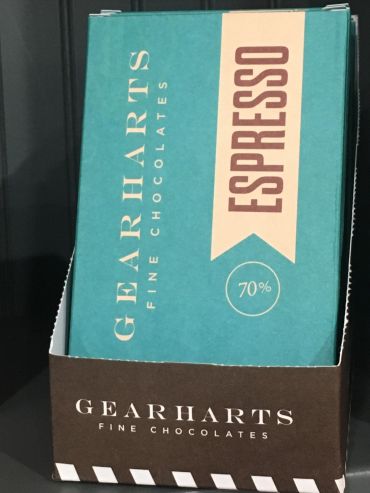 GEARHARTS
FINE CHOCOLATES
ESPRESSO
70%
GEARHARTS
FINE CHOCOLATES